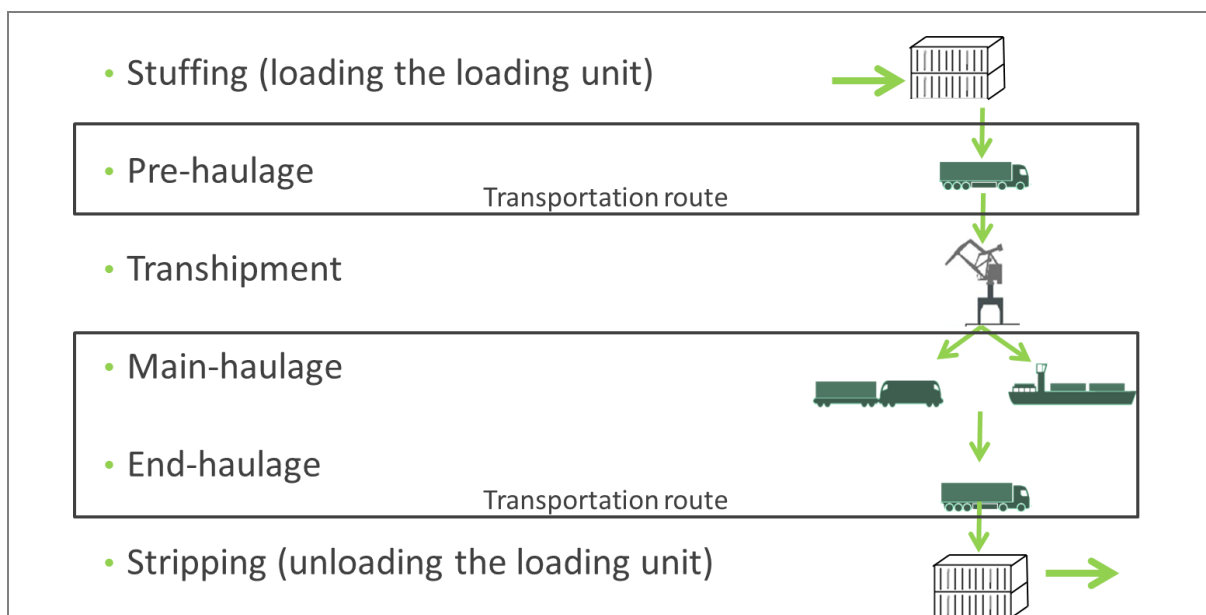 • Stuffing (loading the loading unit)
• Pre-haulage
Transportation route
• Transhipment
• Main-haulage
• End-haulage
Transportation route
• Stripping (unloading the loading unit)